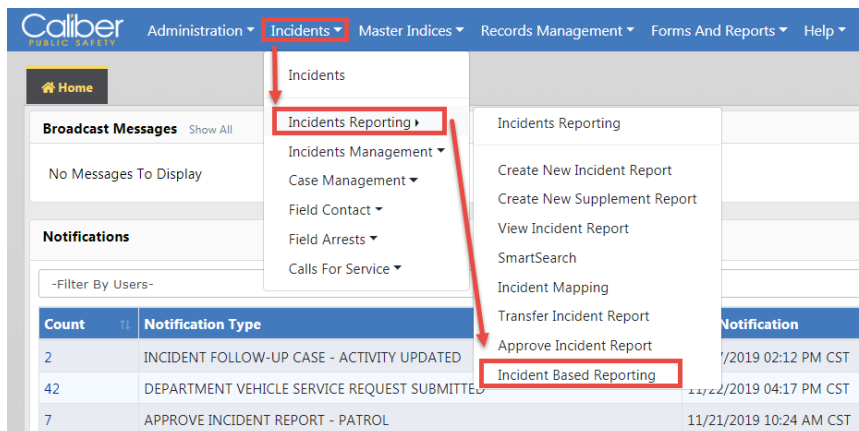 Caliber
PUBLIC SAFETY
Administration Incidents Master Indices Records Management Forms And Reports Help
Home
Broadcast Messages Show All
No Messages To Display
Notifications
-Filter By Users-
Incidents
Incidents Reporting
Incidents Management
Case Management
Field Contact
Field Arrests
Calls For Service
Incidents Reporting
Create New Incident Report
Create New Supplement Report
View Incident Report
SmartSearch
Incident Mapping
Transfer Incident Report
Approve Incident Report
Incident Based Reporting
Count Notification Type Notification
2 INCIDENT FOLLOW-UP CASE - ACTIVITY UPDATED 7/2019 02:12 PM CST
42 DEPARTMENT VEHICLE SERVICE REQUEST SUBMITTED 11/22/2019 04:17 PM CST
7 APPROVE INCIDENT REPORT - PATROL 11/21/2019 10:24 AM CST